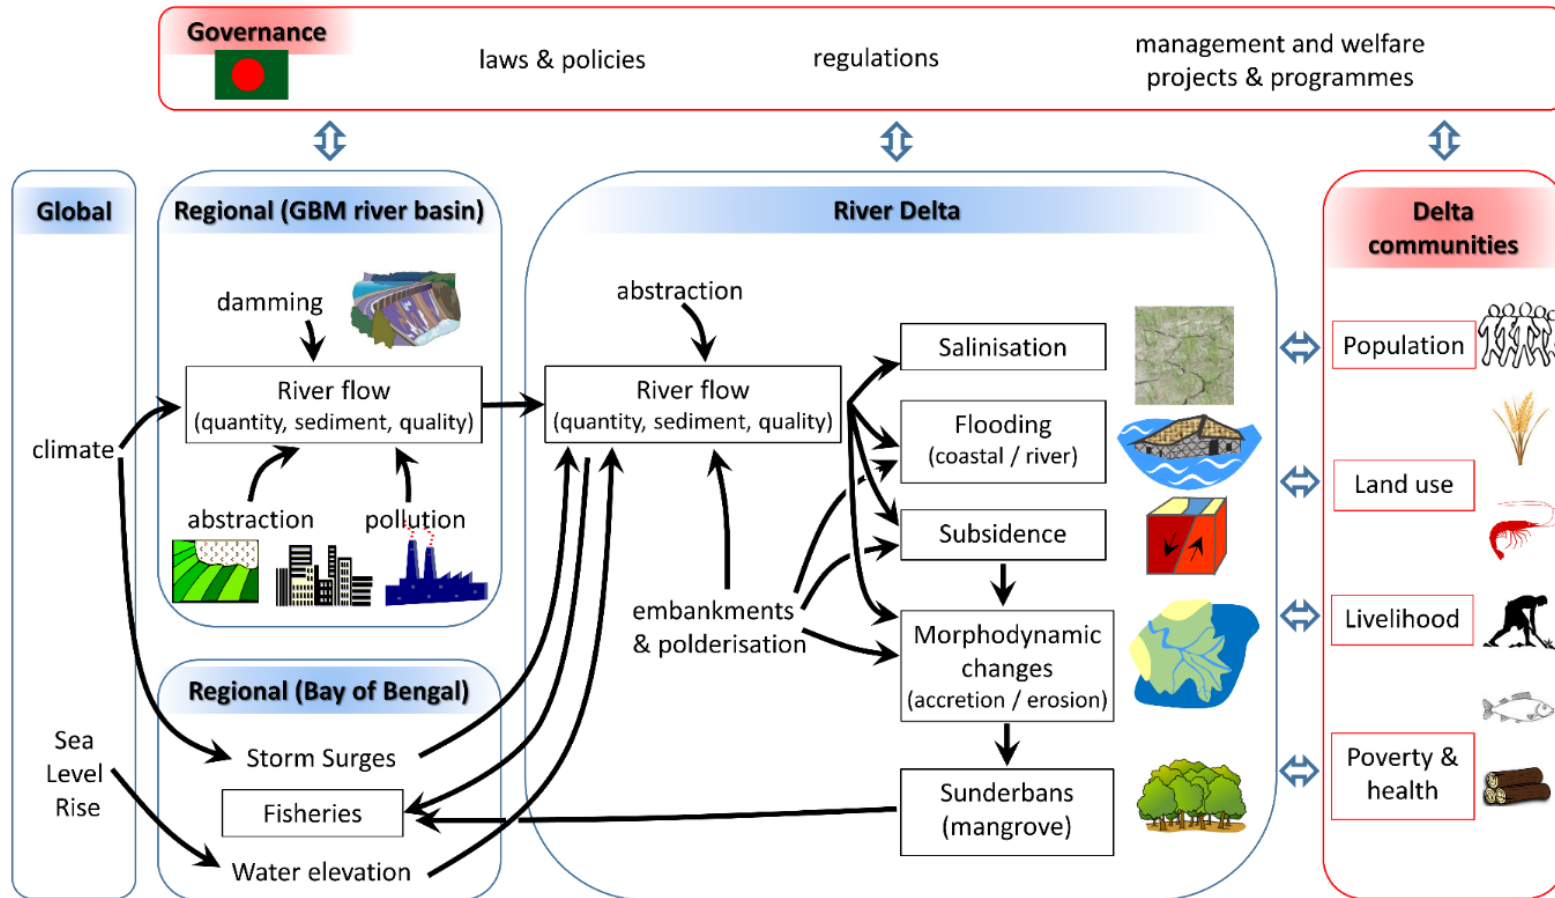 Governance
laws & policies
regulations
management and welfare
projects & programmes
Global
climate
Sea
Level
Rise
Regional (GBM river basin)
damming
River flow
(quantity, sediment, quality)
abstraction
pollution
Regional (Bay of Bengal)
Storm Surges
Fisheries
Water elevation
River Delta
abstraction
River flow
(quantity, sediment, quality)
embankments
& polderisation
Salinisation
Flooding
(coastal / river)
Subsidence
Morphodynamic
changes
(accretion / erosion)
Sunderbans
(mangrove)
Delta
communities
Population
Land use
Livelihood
Poverty &
health